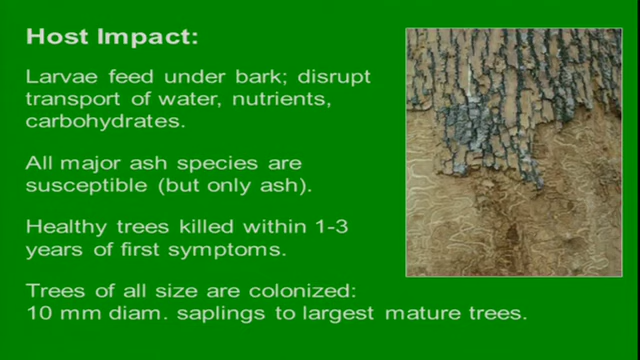 Host Impact:
Larvae feed under bark; disrupt
transport of water, nutrients,
carbohydrates.
All major ash species are
susceptible (but only ash).
Healthy trees killed within 1-3
years of first symptoms.
Trees of all size are colonized:
10 mm diam. saplings to largest mature trees.